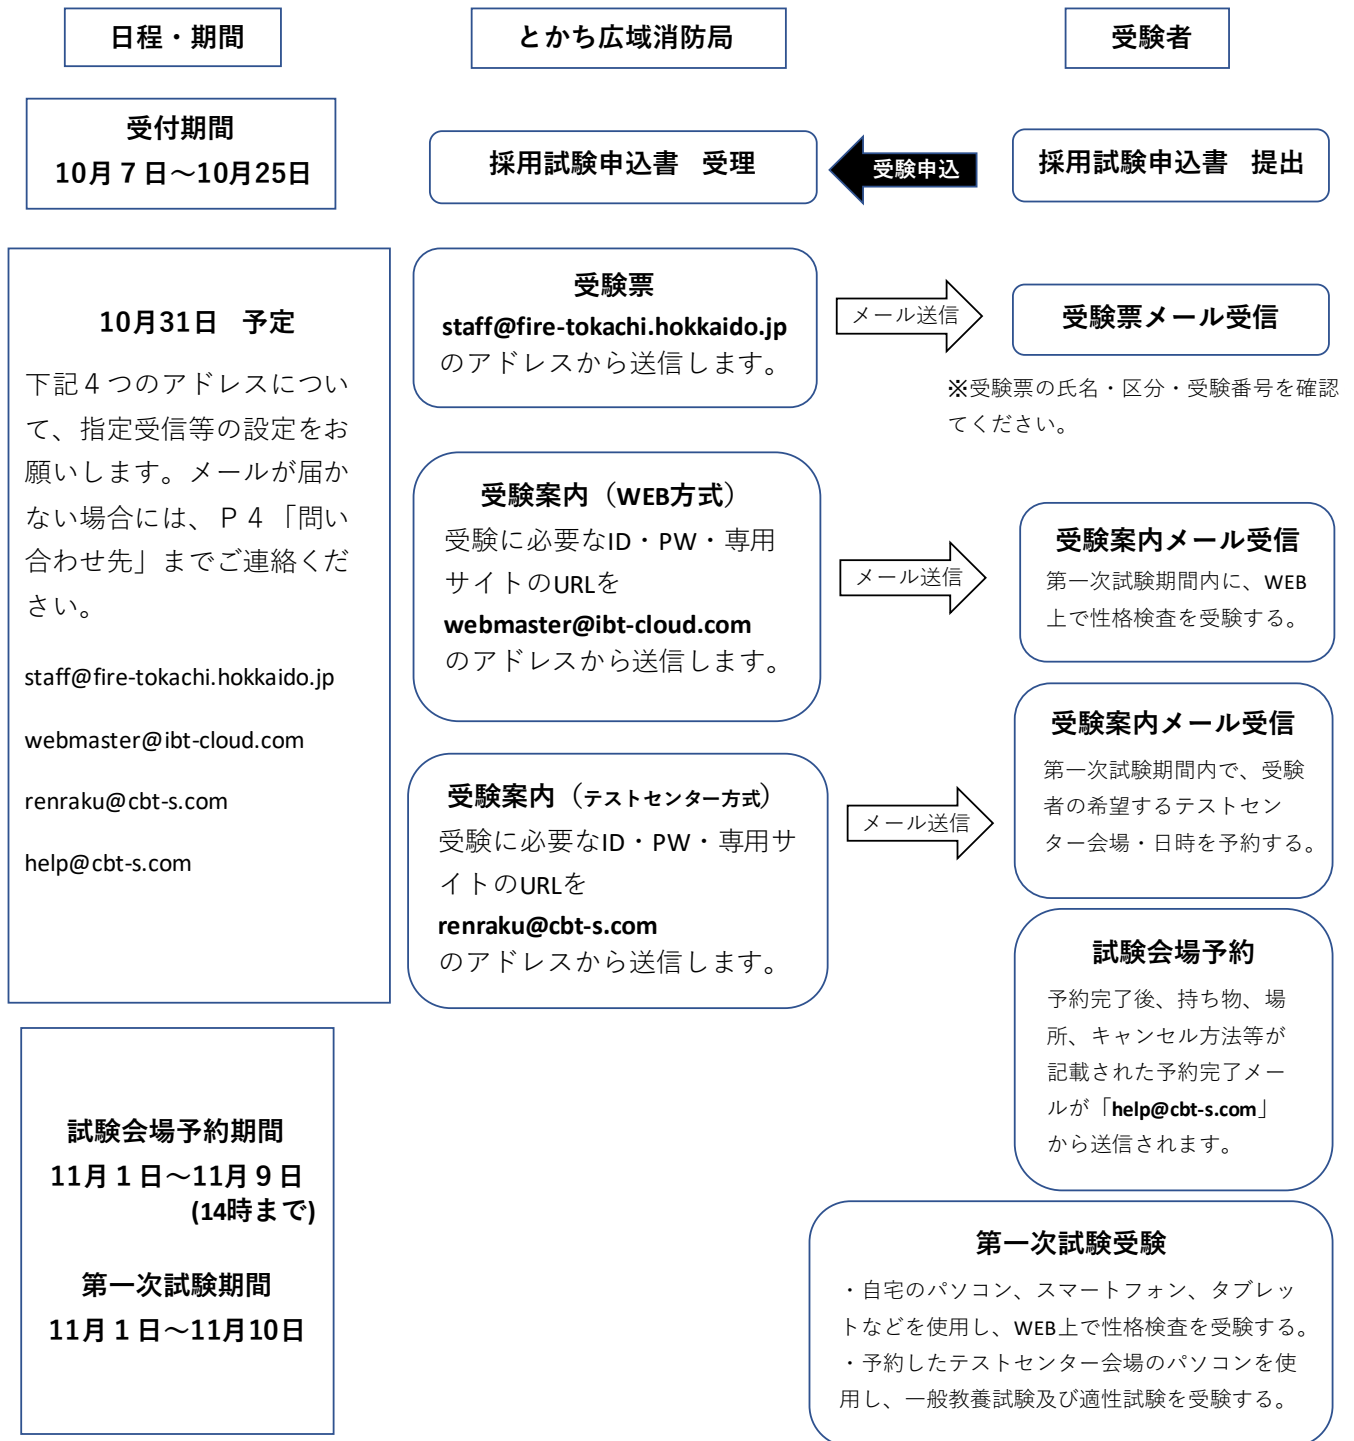 日程・期間
とかち広域消防局
受験者
受付期間
10月７日～10月25日
採用試験申込書　受理
受験申込
採用試験申込書　提出
10月31日　予定
下記４つのアドレスについ
て、指定受信等の設定をお
願いします。メールが届か
ない場合には、Ｐ４「問い
合わせ先」までご連絡くだ
さい。
staff@fire-tokachi.hokkaido.jp
webmaster@ibt-cloud.com
renraku@cbt-s.com
help@cbt-s.com
受験票
staff@fire-tokachi.hokkaido.jp
のアドレスから送信します。
メール送信
受験票メール受信
※受験票の氏名・区分・受験番号を確認
てください。
受験案内（WEB方式）
受験に必要なID・PW・専用
サイトのURLを
webmaster@ibt-cloud.com
のアドレスから送信します。
メール送信
受験案内メール受信
第一次試験期間内に、WEB
上で性格検査を受験する。
受験案内（テストセンター方式）
受験に必要なID・PW・専用サ
イトのURLを
renraku@cbt-s.com
のアドレスから送信します。
メール送信
受験案内メール受信
第一次試験期間内で、受験
者の希望するテストセン
ター会場・日時を予約する。
試験会場予約
予約完了後、持ち物、場
所、キャンセル方法等が
記載された予約完了メー
ルが「help@cbt-s.com」
から送信されます。
試験会場予約期間
11月１日～11月９日
(14時まで)
第一次試験期間
11月１日～11月10日
第一次試験受験
・自宅のパソコン、スマートフォン、タブレッ
トなどを使用し、WEB上で性格検査を受験する。
・予約したテストセンター会場のパソコンを使
用し、一般教養試験及び適性試験を受験する。